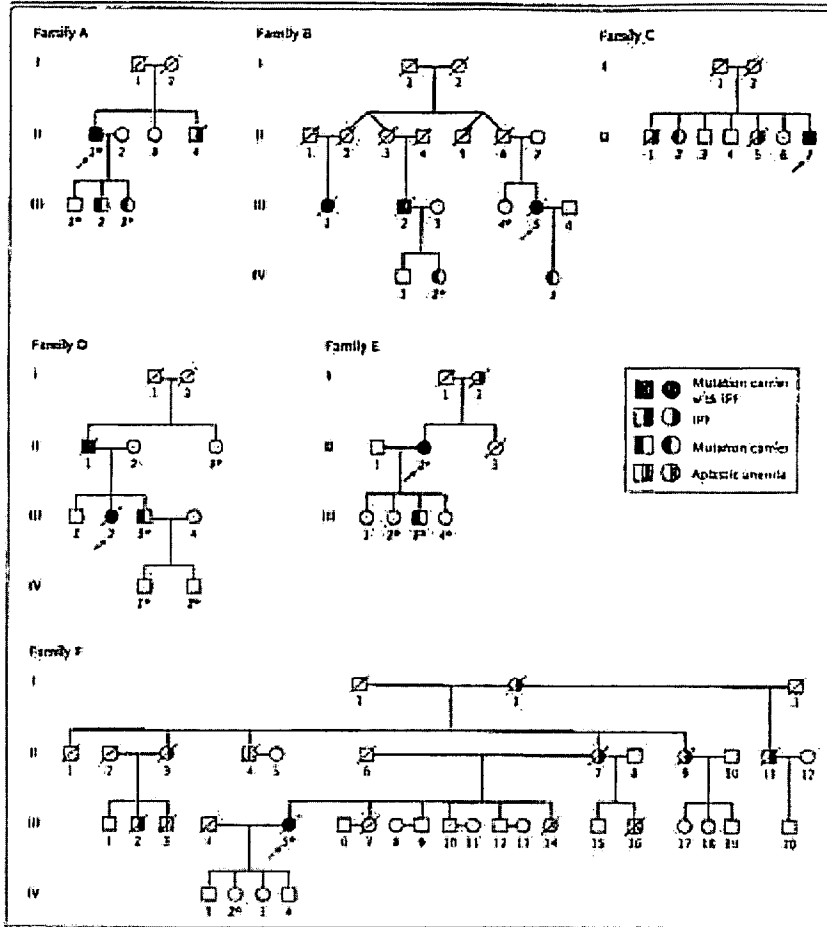 Family A
Family B
Family C
I
I
I
1 2
1 2
1 2
II
II
II
1* 2 3 4
1 2 3 4 5 6 7
1 2 3 4 5 6 7
III
III
1* 2 3*
1 2 3 4* 5
IV
1 2*
Family D
Family E
I
I
1 2
1 2
II
II
1 2 3*
1 2* 3
III
III
1 2 3* 4
1 2* 3* 4*
IV
1* 2*
Mutation carrier
with IPF
IPF
Mutation carrier
Aplastic anemia
Family F
I
II
1 2 3 4 5 6 7 8 9 10 11 12
III
1 2 3 4 5* 6 7 8 9 10 11 12 13 14 15 16 17 18 19 20
IV
1 2* 3 4